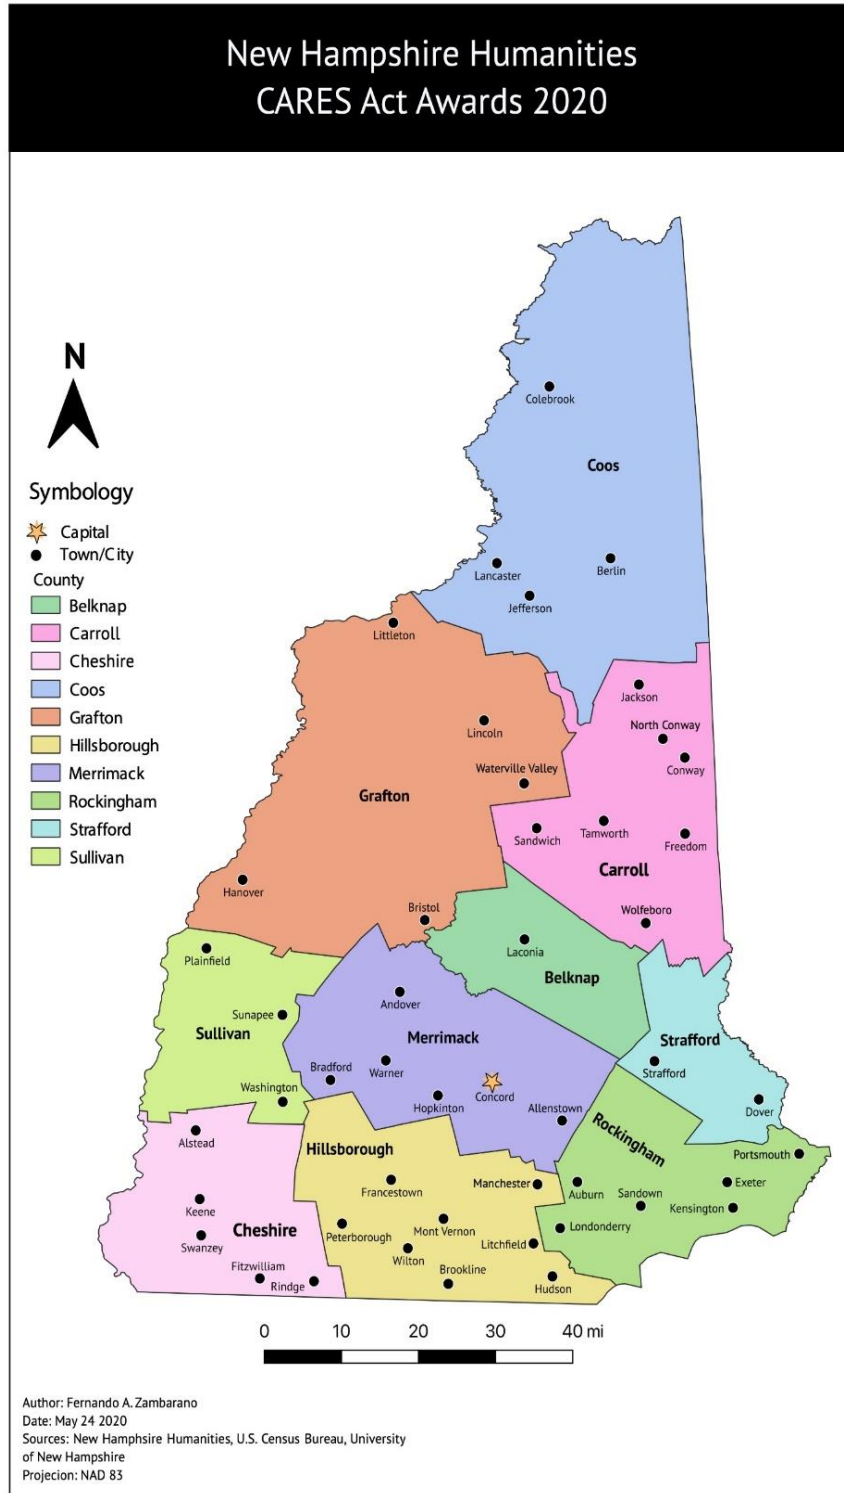 New Hampshire Humanities
CARES Act Awards 2020
N
Symbology
Capital
Town/City
County
Belknap
Carroll
Cheshire
Coos
Grafton
Hillsborough
Merrimack
Rockingham
Strafford
Sullivan
Colebrook
Coos
Lancaster
Berlin
Jefferson
Littleton
Jackson
Lincoln
North Conway
Conway
Waterville Valley
Grafton
Sandwich
Tamworth
Freedom
Carroll
Hanover
Bristol
Wolfeboro
Plainfield
Laconia
Belknap
Andover
Sunapee
Sullivan
Merrimack
Strafford
Bradford
Warner
Strafford
Washington
Hopkinton
Concord
Allenstown
Dover
Alstead
Hillsborough
Rockingham
Portsmouth
Francestown
Manchester
Auburn
Sandown
Exeter
Keene
Kensington
Swanzey
Cheshire
Peterborough
Mont Vernon
Litchfield
Londonderry
Wilton
Fitzwilliam
Rindge
Brookline
Hudson
0 10 20 30 40 mi
Author: Fernando A. Zambarano
Date: May 24 2020
Sources: New Hamphsire Humanities, U.S. Census Bureau, University
of New Hampshire
Projecion: NAD 83